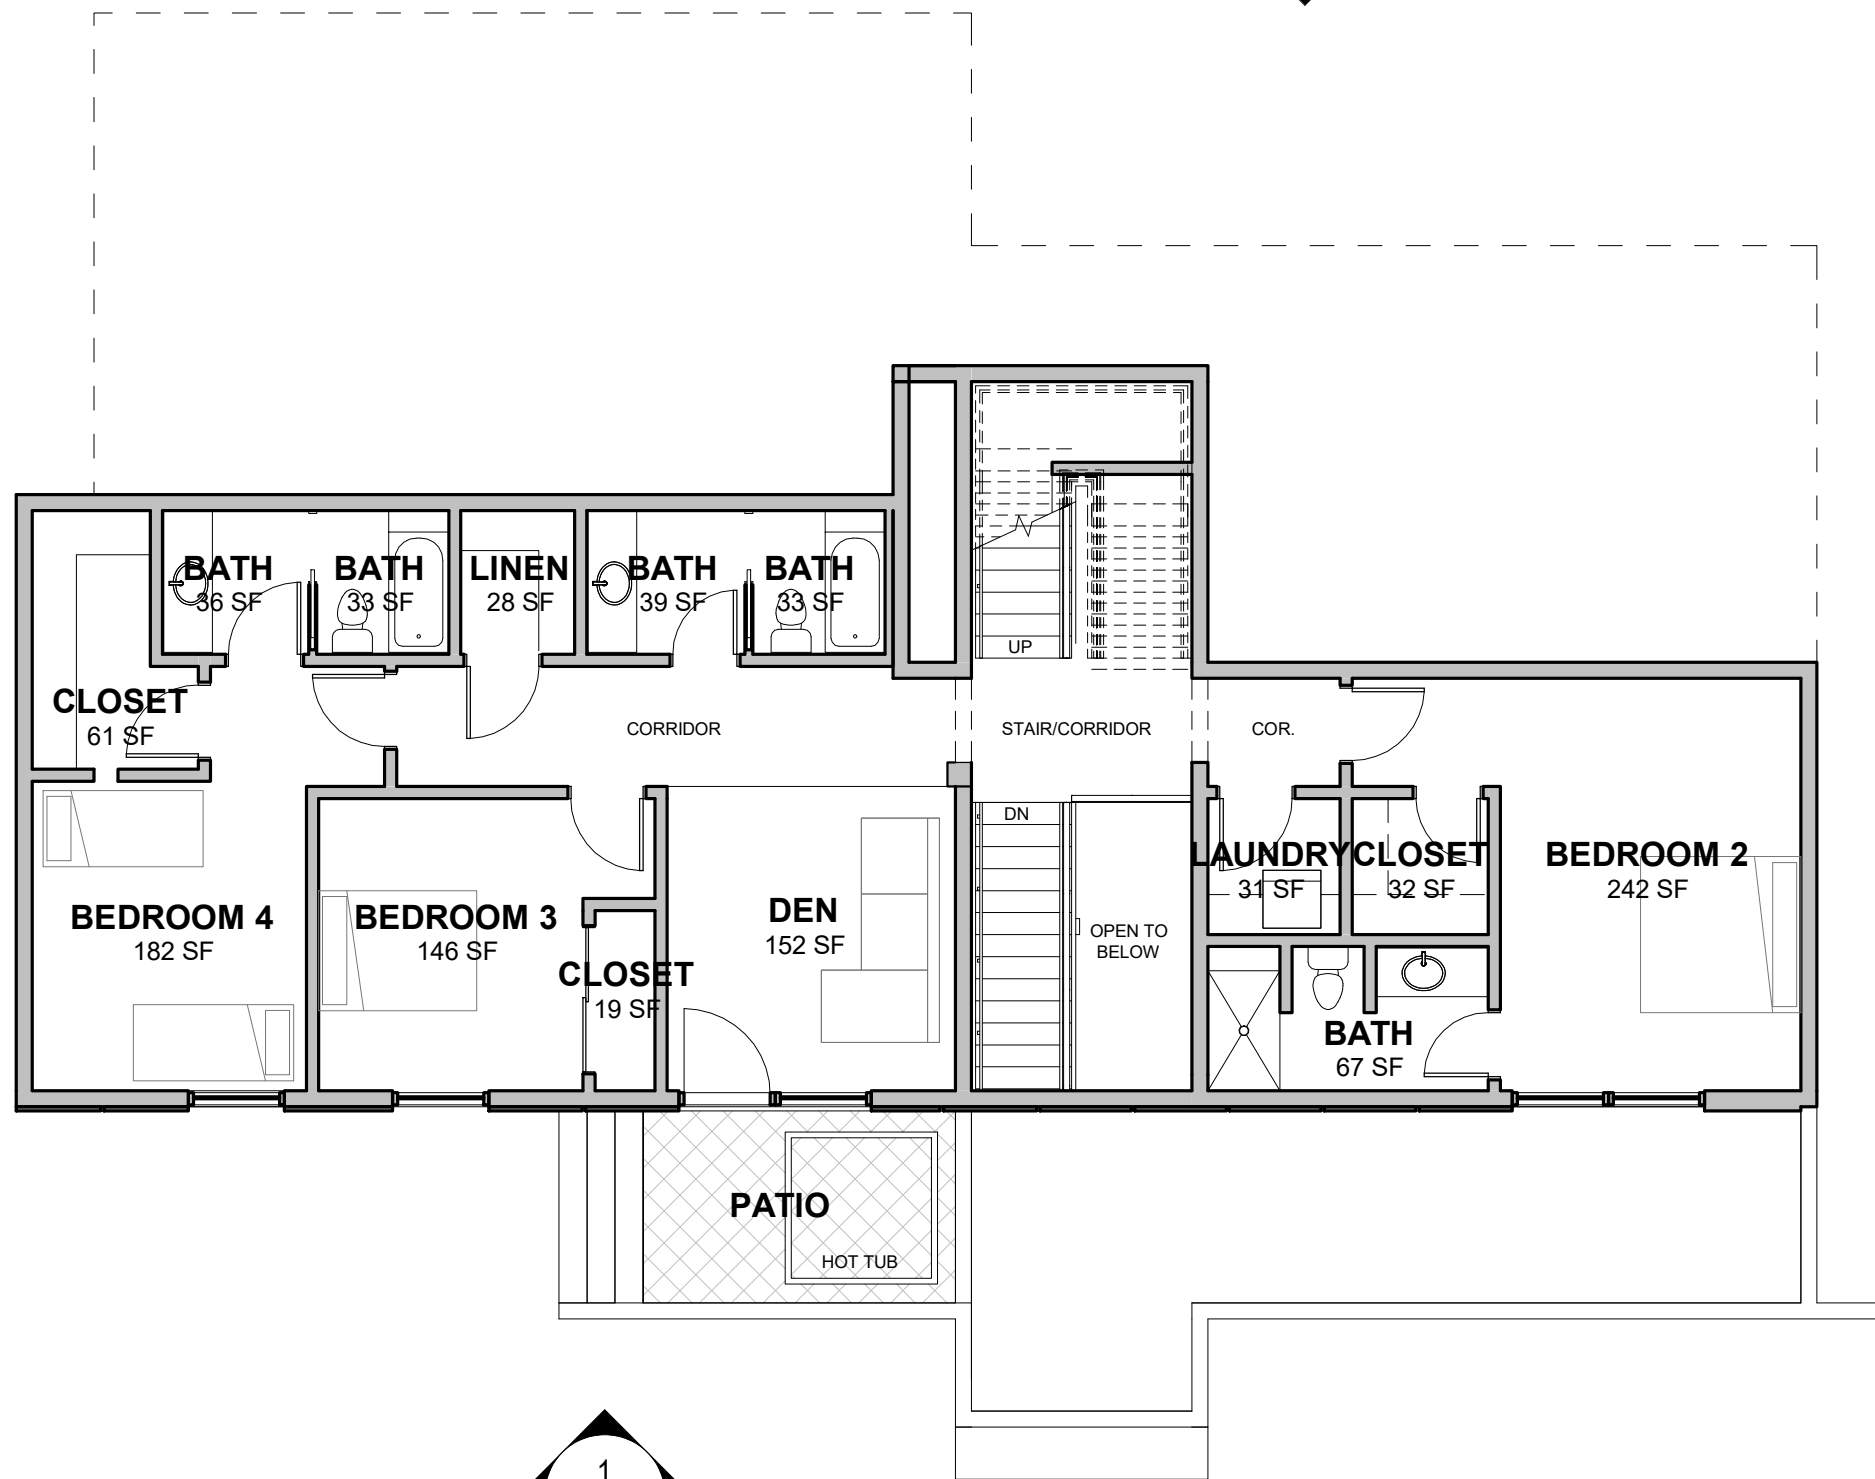 BATH
36 SF
BATH
33 SF
LINEN
28 SF
BATH
39 SF
BATH
33 SF
UP
CLOSET
61 SF
CORRIDOR
STAIR/CORRIDOR
COR.
DN
LAUNDRY
31 SF
CLOSET
32 SF
BEDROOM 2
242 SF
BEDROOM 4
182 SF
BEDROOM 3
146 SF
DEN
152 SF
OPEN TO
BELOW
CLOSET
19 SF
BATH
67 SF
PATIO
HOT TUB
1